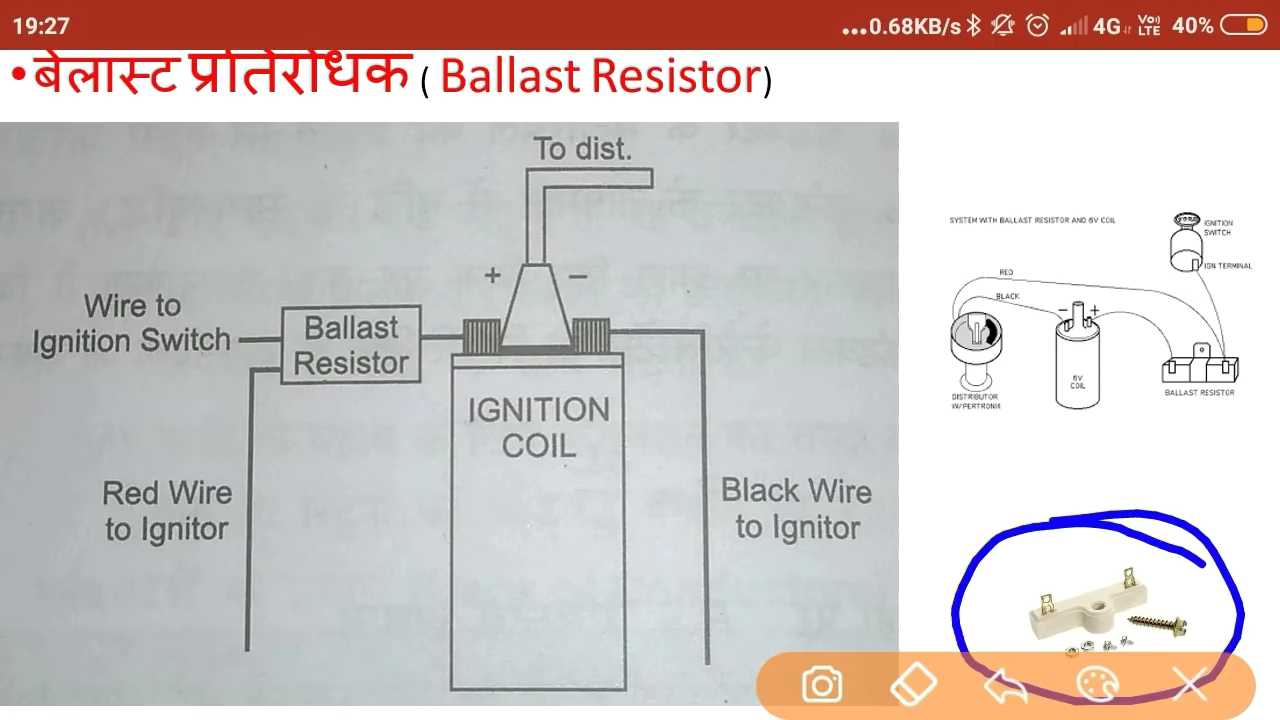 19:27
...0.68KB/s 4G Vo) LTE 40%
•बेलास्ट प्रतिरोधक ( Ballast Resistor)
To dist.
+ −
Wire to
Ignition Switch
Ballast
Resistor
IGNITION
COIL
Red Wire
to Ignitor
Black Wire
to Ignitor
SYSTEM WITH BALLAST RESISTOR AND 6V COIL
IGNITION
SWITCH
IGN TERMINAL
RED
BLACK
− +
6V
COIL
DISTRIBUTOR
W/PERTRONIX
BALLAST RESISTOR